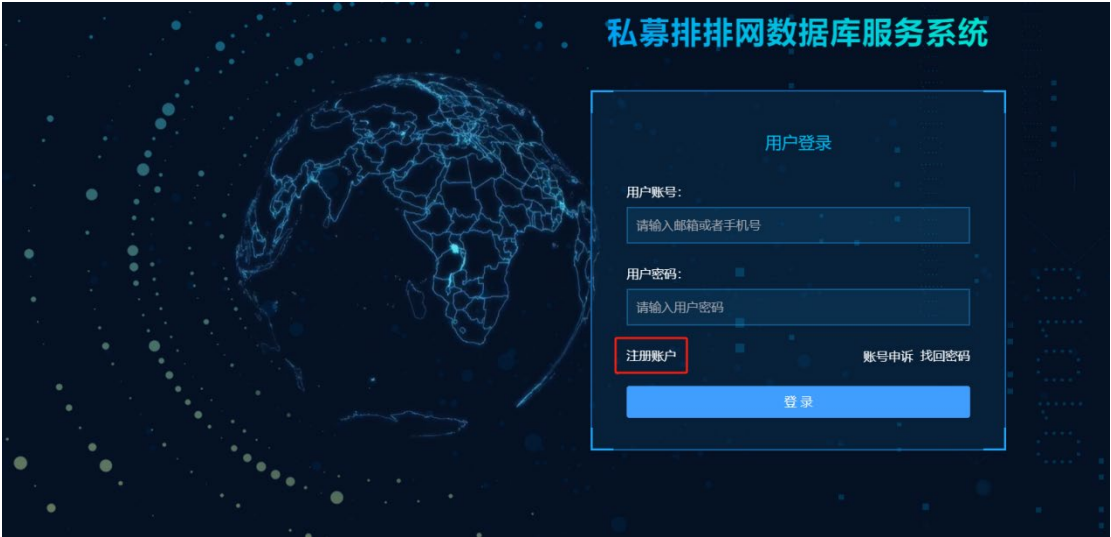 私募排排网数据库服务系统
用户登录
用户账号：
请输入邮箱或者手机号
用户密码：
请输入用户密码
注册账户 账号申诉 找回密码
登 录